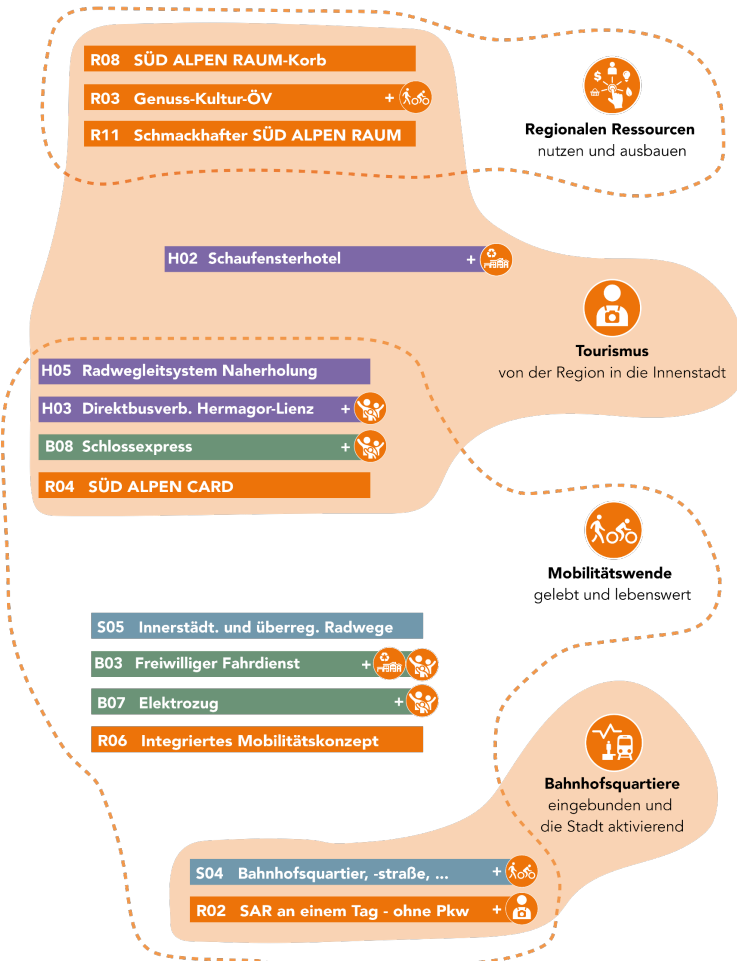 R08 SÜD ALPEN RAUM-Korb
R03 Genuss-Kultur-ÖV +
R11 Schmackhafter SÜD ALPEN RAUM
Regionalen Ressourcen
nutzen und ausbauen
H02 Schaufensterhotel +
Tourismus
von der Region in die Innenstadt
H05 Radwegleitsystem Naherholung
H03 Direktbusverb. Hermagor-Lienz +
B08 Schlossexpress +
R04 SÜD ALPEN CARD
Mobilitätswende
gelebt und lebenswert
S05 Innerstädt. und überreg. Radwege
B03 Freiwilliger Fahrdienst +
B07 Elektrozug +
R06 Integriertes Mobilitätskonzept
Bahnhofsquartiere
eingebunden und
die Stadt aktivierend
S04 Bahnhofsquartier, -straße, ... +
R02 SAR an einem Tag - ohne Pkw +